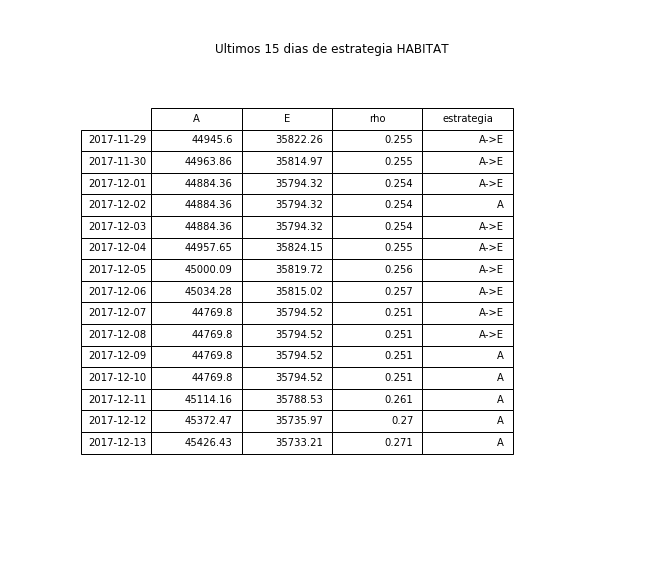 Ultimos 15 dias de estrategia HABITAT
A E rho estrategia
2017-11-29 44945.6 35822.26 0.255 A->E
2017-11-30 44963.86 35814.97 0.255 A->E
2017-12-01 44884.36 35794.32 0.254 A->E
2017-12-02 44884.36 35794.32 0.254 A
2017-12-03 44884.36 35794.32 0.254 A->E
2017-12-04 44957.65 35824.15 0.255 A->E
2017-12-05 45000.09 35819.72 0.256 A->E
2017-12-06 45034.28 35815.02 0.257 A->E
2017-12-07 44769.8 35794.52 0.251 A->E
2017-12-08 44769.8 35794.52 0.251 A->E
2017-12-09 44769.8 35794.52 0.251 A
2017-12-10 44769.8 35794.52 0.251 A
2017-12-11 45114.16 35788.53 0.261 A
2017-12-12 45372.47 35735.97 0.27 A
2017-12-13 45426.43 35733.21 0.271 A